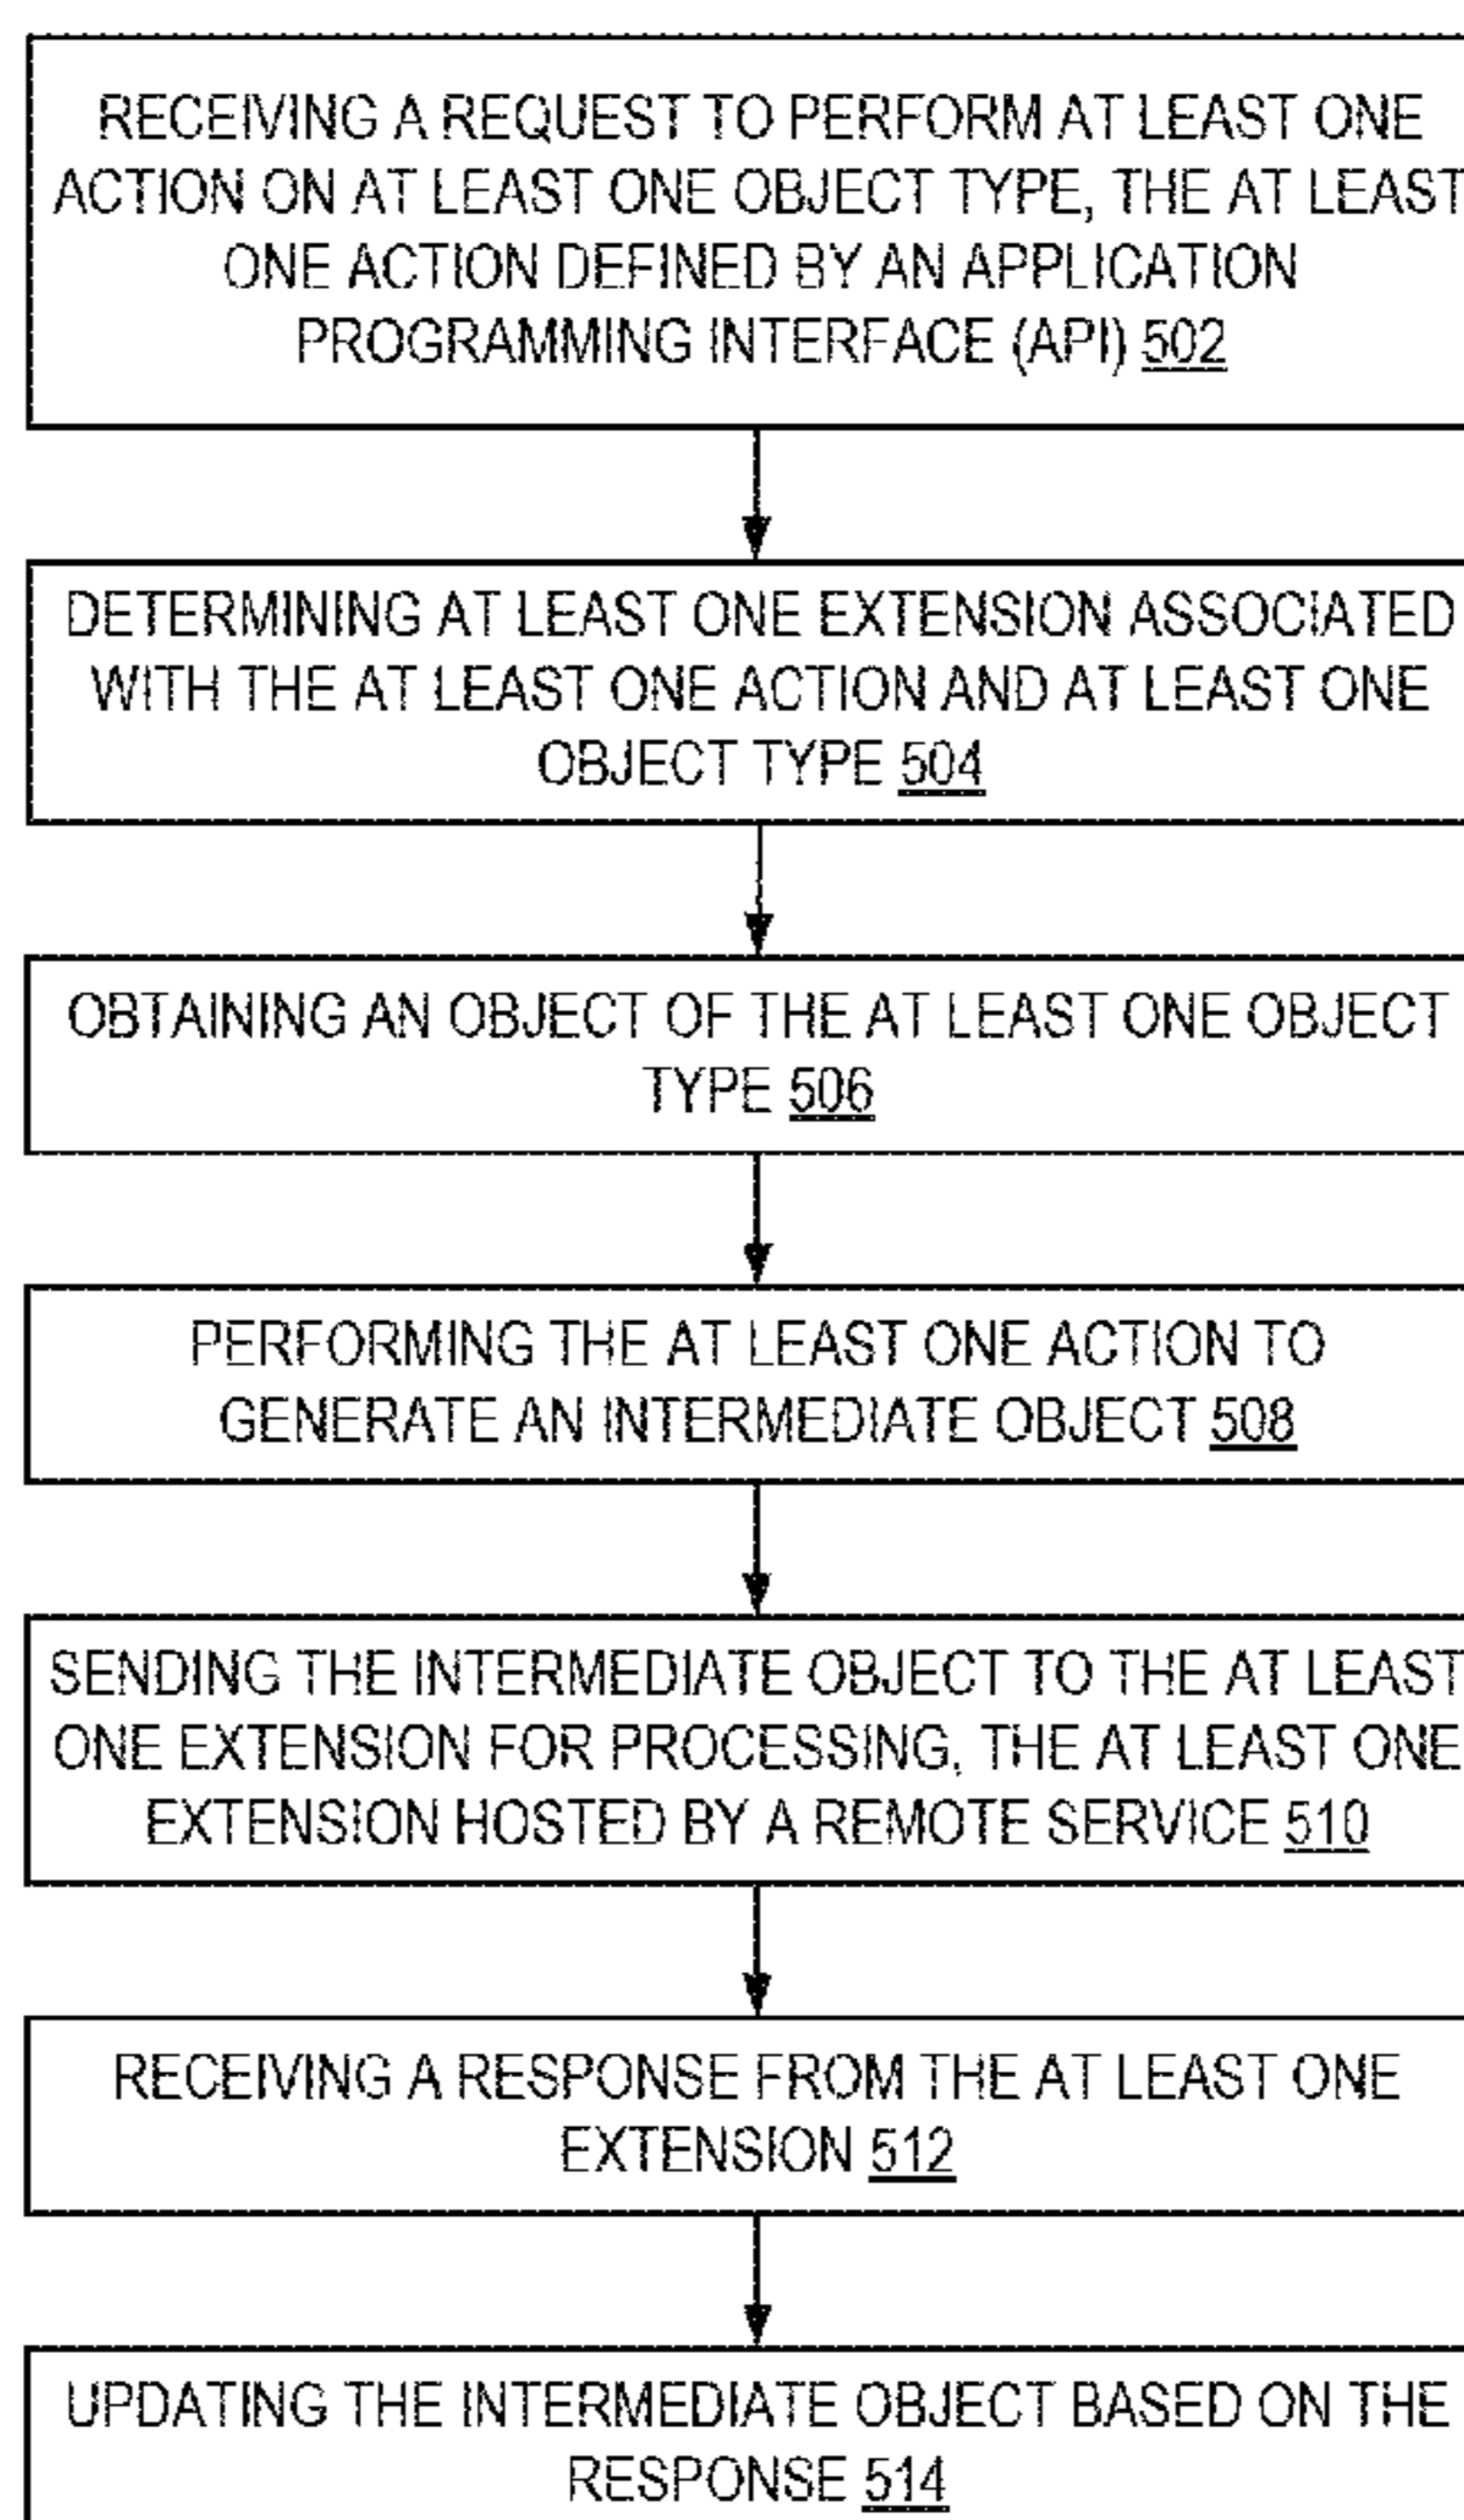 RECEIVING A REQUEST TO PERFORM AT LEAST ONE
ACTION ON AT LEAST ONE OBJECT TYPE, THE AT LEAST
ONE ACTION DEFINED BY AN APPLICATION
PROGRAMMING INTERFACE (API) 502
DETERMINING AT LEAST ONE EXTENSION ASSOCIATED
WITH THE AT LEAST ONE ACTION AND AT LEAST ONE
OBJECT TYPE 504
OBTAINING AN OBJECT OF THE AT LEAST ONE OBJECT
TYPE 506
PERFORMING THE AT LEAST ONE ACTION TO
GENERATE AN INTERMEDIATE OBJECT 508
SENDING THE INTERMEDIATE OBJECT TO THE AT LEAST
ONE EXTENSION FOR PROCESSING, THE AT LEAST ONE
EXTENSION HOSTED BY A REMOTE SERVICE 510
RECEIVING A RESPONSE FROM THE AT LEAST ONE
EXTENSION 512
UPDATING THE INTERMEDIATE OBJECT BASED ON THE
RESPONSE 514